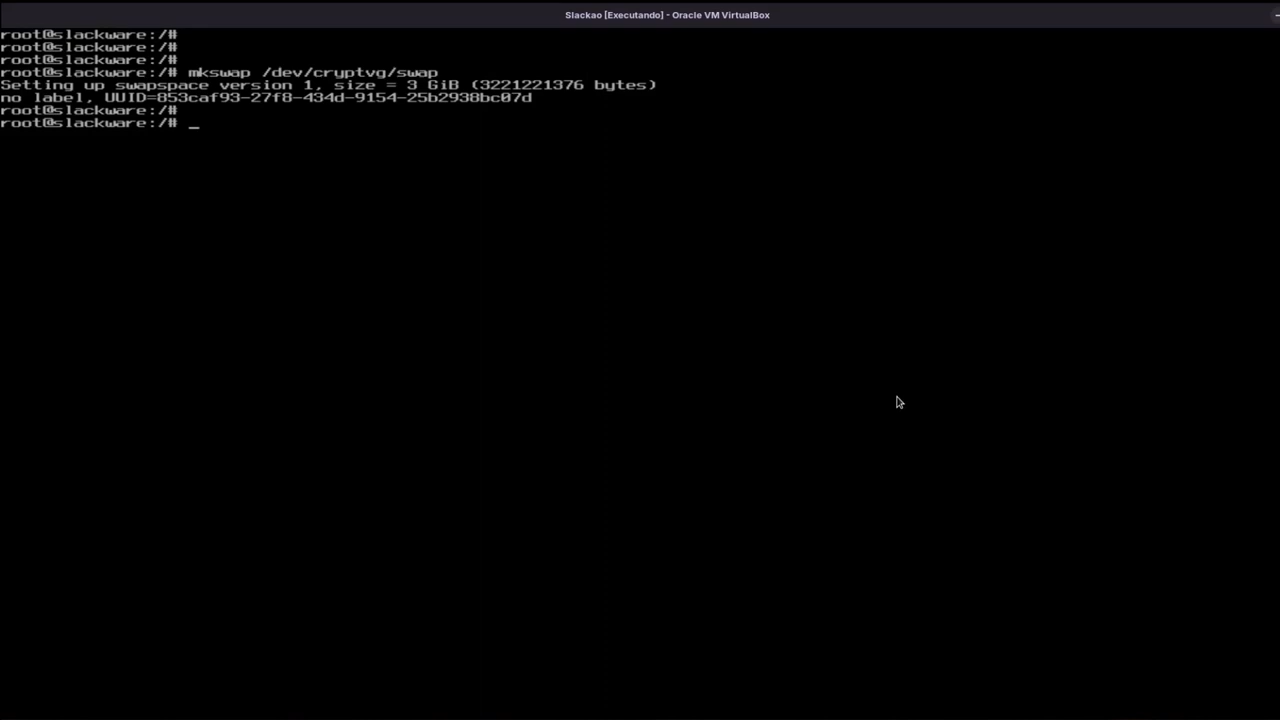 Slackao [Executando] - Oracle VM VirtualBox
root@slackware:/#
root@slackware:/#
root@slackware:/#
root@slackware:/# mkswap /dev/cryptvg/swap
Setting up swapspace version 1, size = 3 GiB (3221221376 bytes)
no label, UUID=853caf93-27f8-434d-9154-25b2938bc07d
root@slackware:/#
root@slackware:/# _